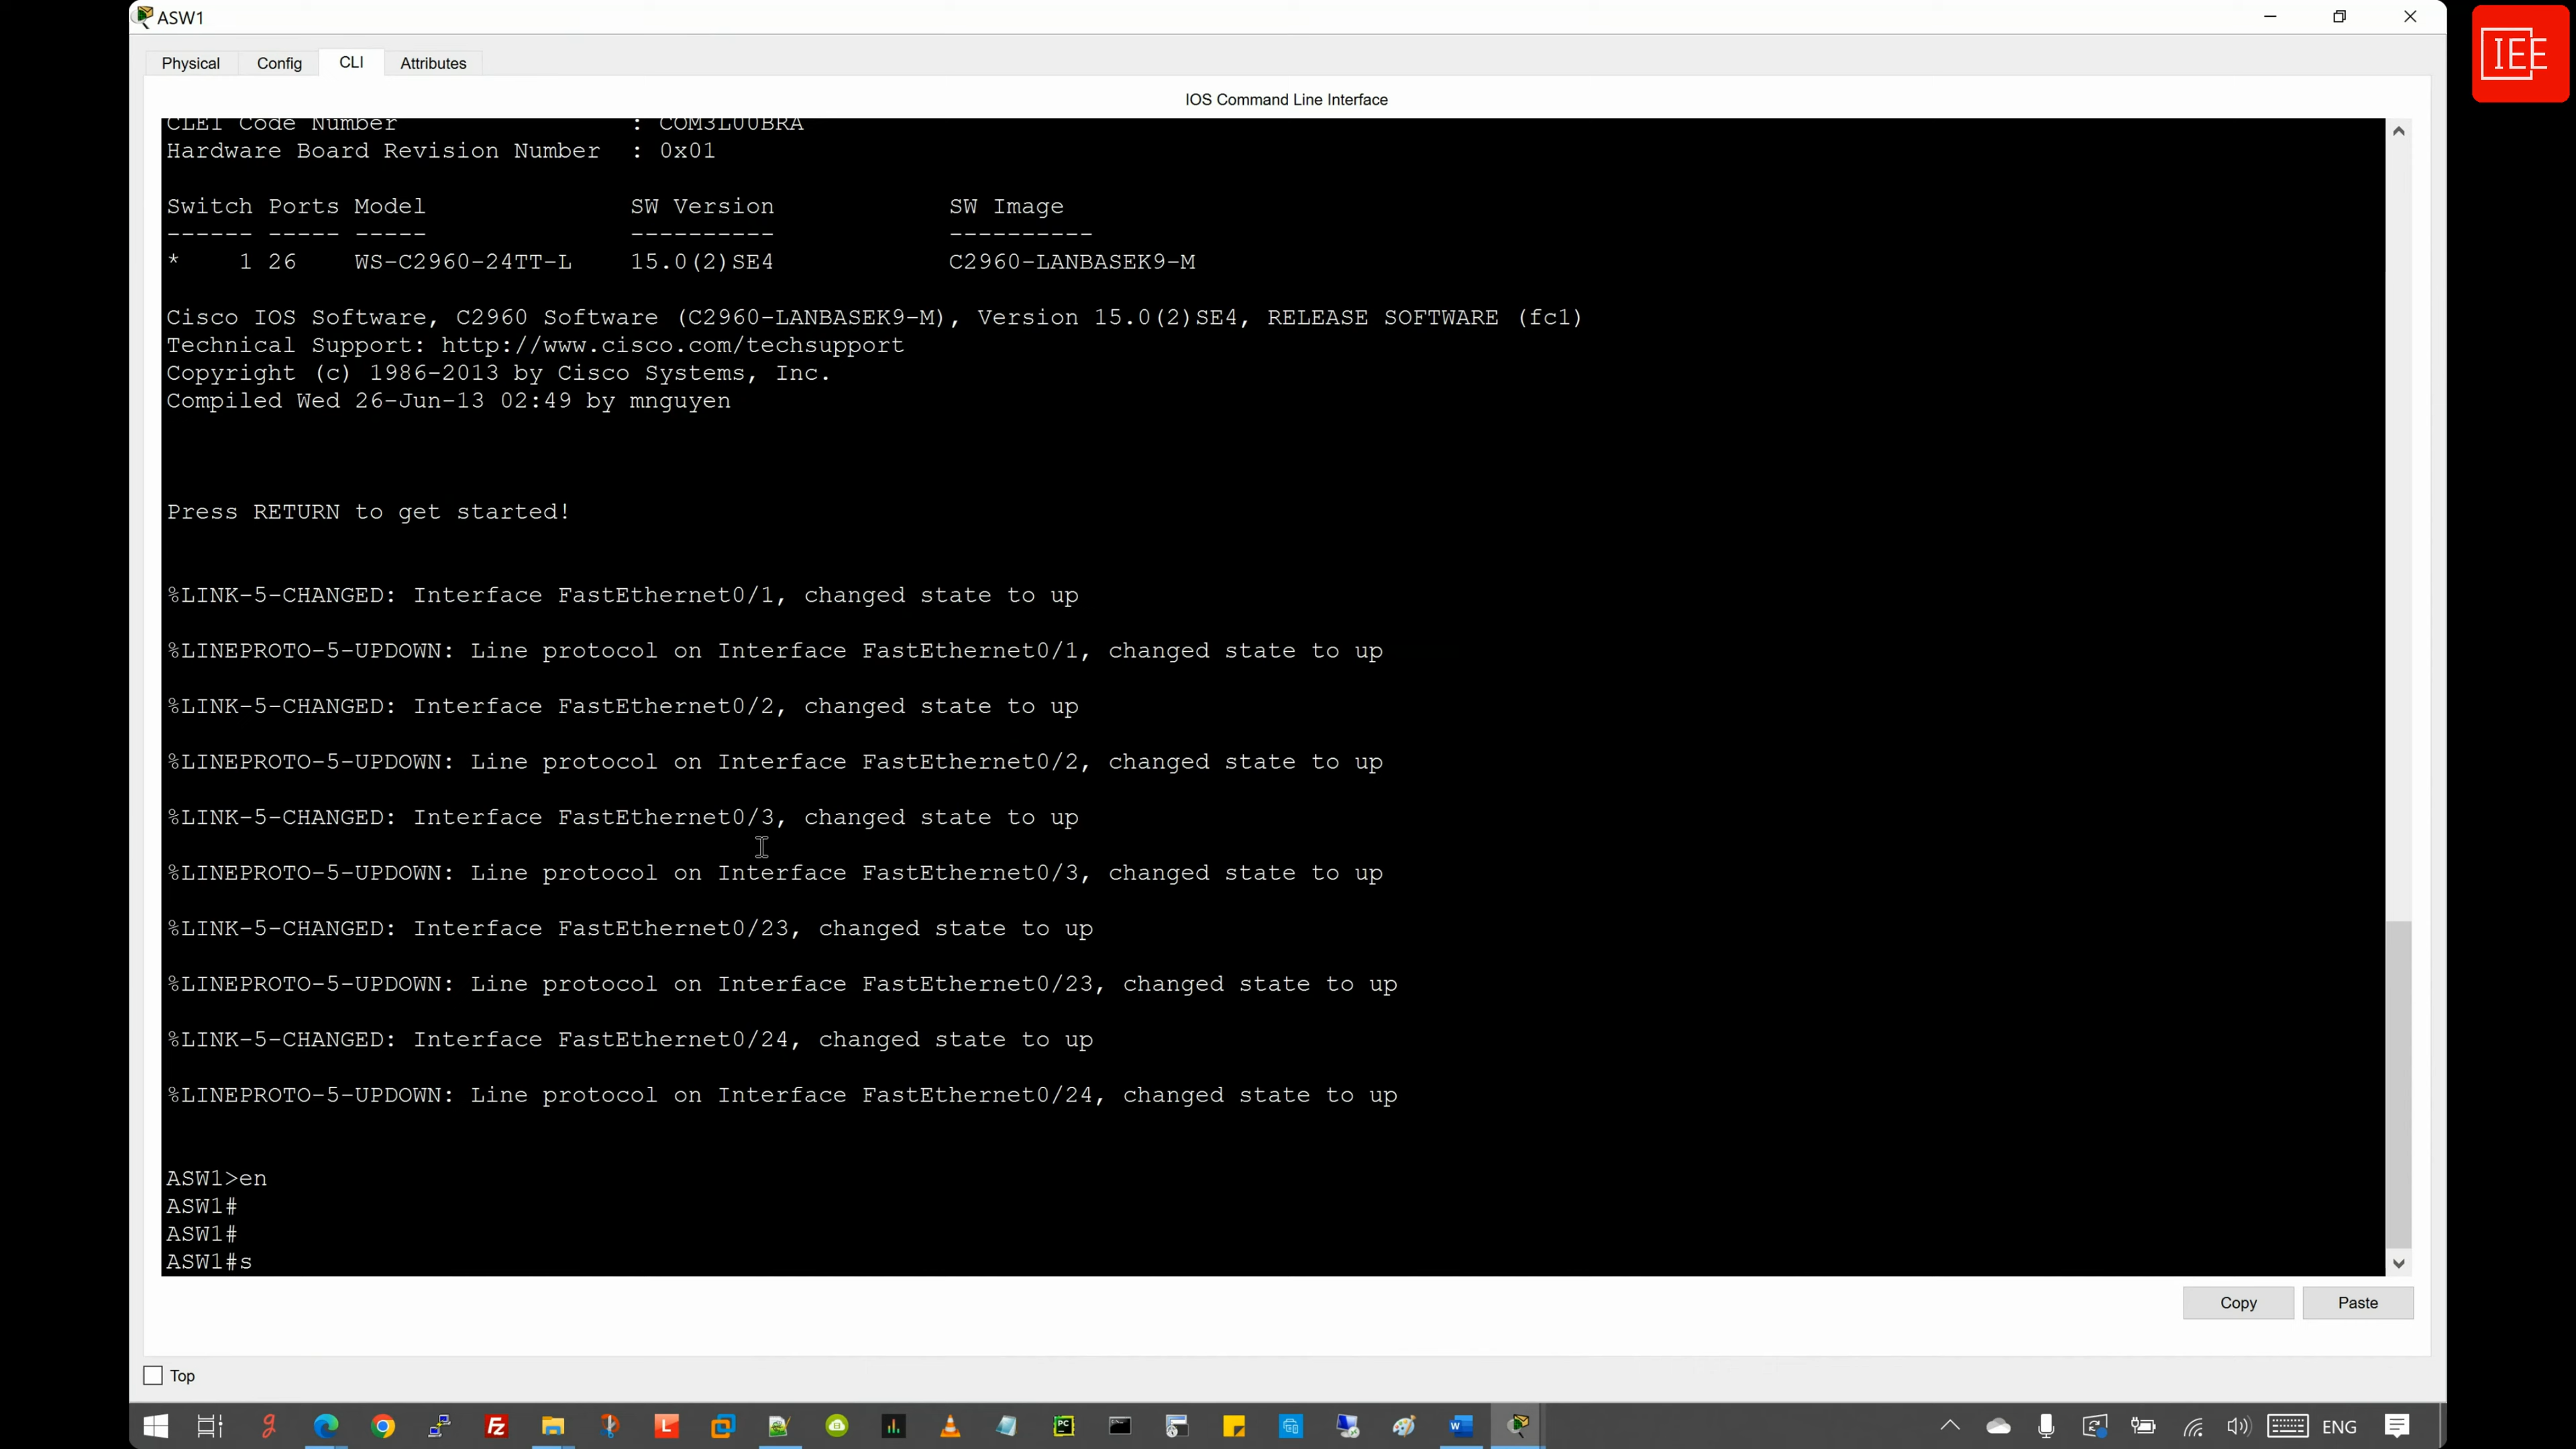 ASW1
IEE
Physical Config CLI Attributes
IOS Command Line Interface
CLEI Code Number : COM3L00BRA
Hardware Board Revision Number : 0x01
Switch Ports Model SW Version SW Image
------ ----- ----- ---------- ----------
* 1 26 WS-C2960-24TT-L 15.0(2)SE4 C2960-LANBASEK9-M
Cisco IOS Software, C2960 Software (C2960-LANBASEK9-M), Version 15.0(2)SE4, RELEASE SOFTWARE (fc1)
Technical Support: http://www.cisco.com/techsupport
Copyright (c) 1986-2013 by Cisco Systems, Inc.
Compiled Wed 26-Jun-13 02:49 by mnguyen
Press RETURN to get started!
%LINK-5-CHANGED: Interface FastEthernet0/1, changed state to up
%LINEPROTO-5-UPDOWN: Line protocol on Interface FastEthernet0/1, changed state to up
%LINK-5-CHANGED: Interface FastEthernet0/2, changed state to up
%LINEPROTO-5-UPDOWN: Line protocol on Interface FastEthernet0/2, changed state to up
%LINK-5-CHANGED: Interface FastEthernet0/3, changed state to up
%LINEPROTO-5-UPDOWN: Line protocol on Interface FastEthernet0/3, changed state to up
%LINK-5-CHANGED: Interface FastEthernet0/23, changed state to up
%LINEPROTO-5-UPDOWN: Line protocol on Interface FastEthernet0/23, changed state to up
%LINK-5-CHANGED: Interface FastEthernet0/24, changed state to up
%LINEPROTO-5-UPDOWN: Line protocol on Interface FastEthernet0/24, changed state to up
ASW1>en
ASW1#
ASW1#
ASW1#s
Copy Paste
Top
ENG